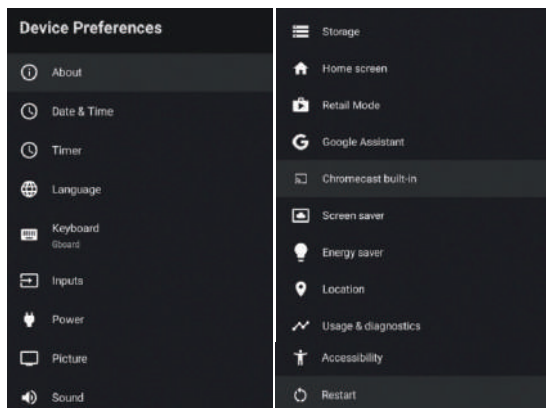 Device Preferences
About
Date & Time
Timer
Language
Keyboard
Gboard
Inputs
Power
Picture
Sound
Storage
Home screen
Retail Mode
Google Assistant
Chromecast built-in
Screen saver
Energy saver
Location
Usage & diagnostics
Accessibility
Restart